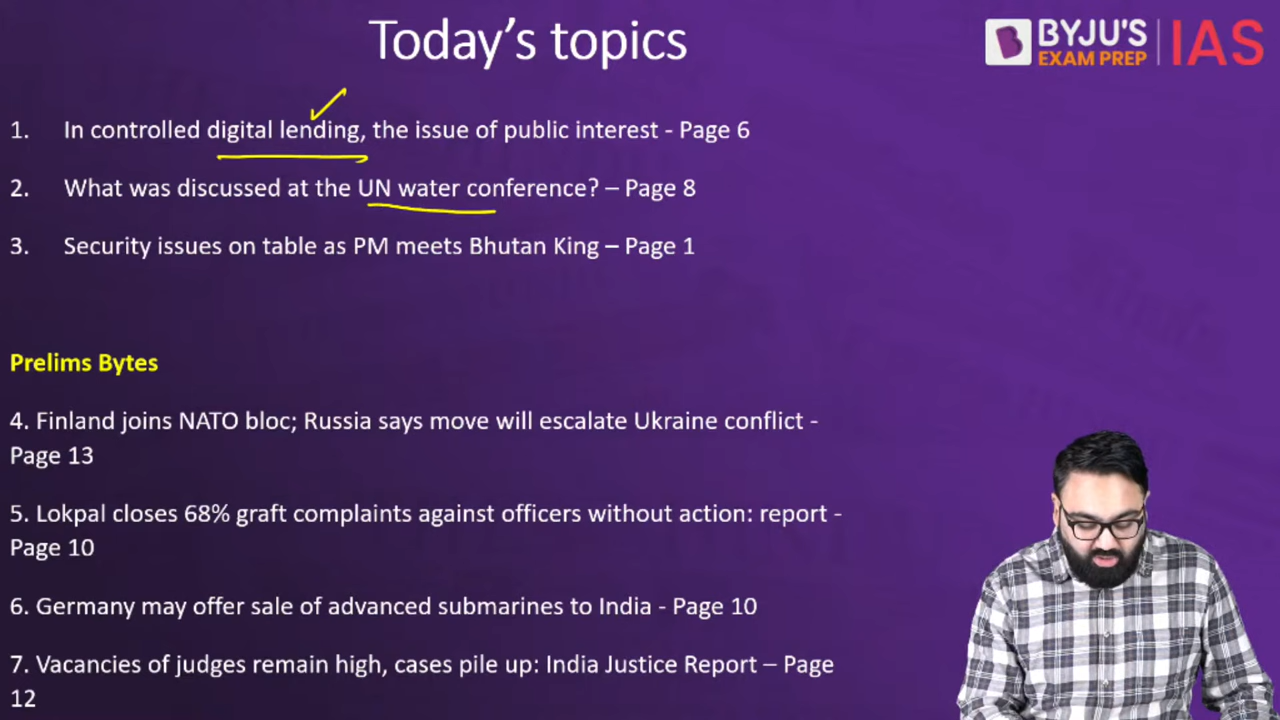 Today's topics
BYJU'S
EXAM PREP
IAS
1. In controlled digital lending, the issue of public interest - Page 6
2. What was discussed at the UN water conference? – Page 8
3. Security issues on table as PM meets Bhutan King – Page 1
Prelims Bytes
4. Finland joins NATO bloc; Russia says move will escalate Ukraine conflict -
Page 13
5. Lokpal closes 68% graft complaints against officers without action: report -
Page 10
6. Germany may offer sale of advanced submarines to India - Page 10
7. Vacancies of judges remain high, cases pile up: India Justice Report – Page
12